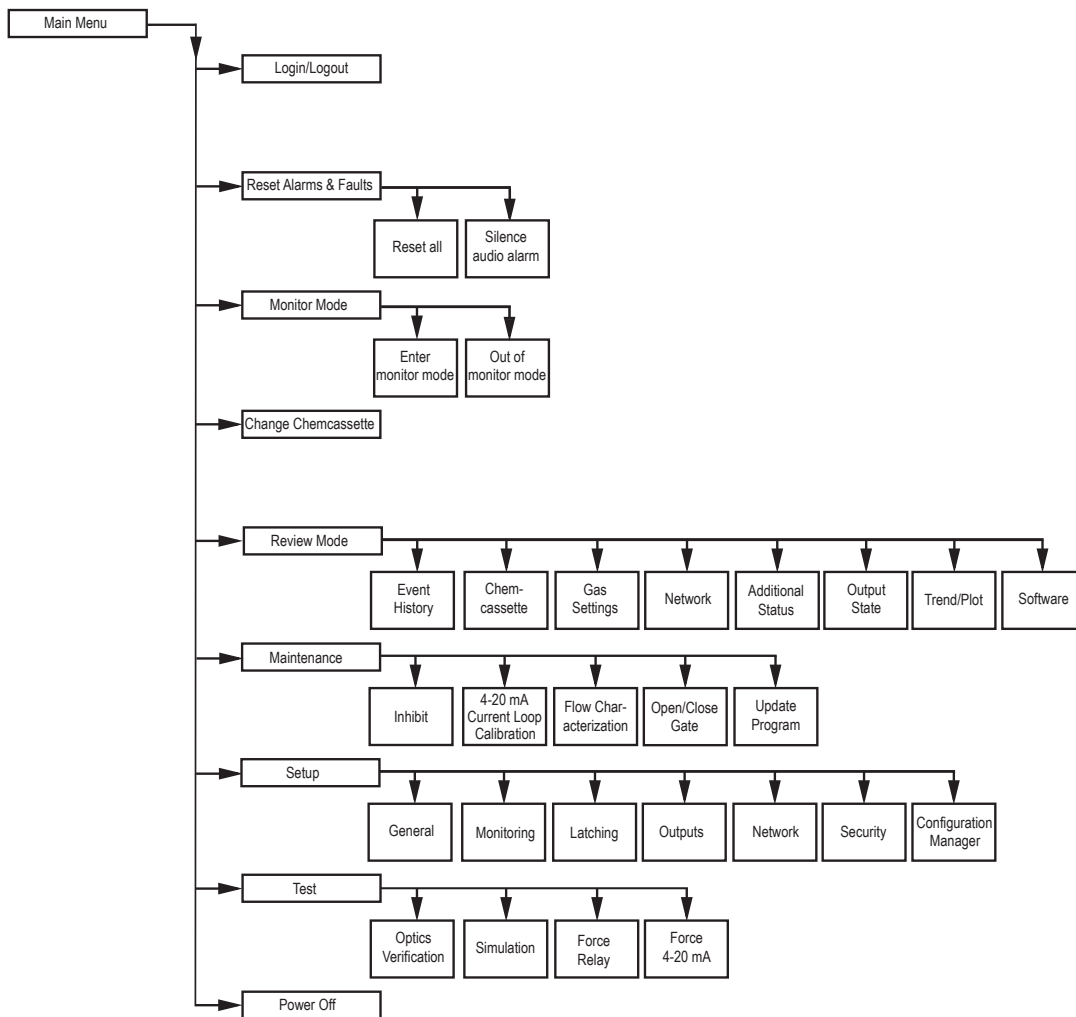 Main Menu
Login/Logout
Reset Alarms & Faults
Reset all
Silence
audio alarm
Monitor Mode
Enter
monitor mode
Out of
monitor mode
Change Chemcassette
Review Mode
Event
History
Chem-
cassette
Gas
Settings
Network
Additional
Status
Output
State
Trend/Plot
Software
Maintenance
Inhibit
4-20 mA
Current Loop
Calibration
Flow Char-
acterization
Open/Close
Gate
Update
Program
Setup
General
Monitoring
Latching
Outputs
Network
Security
Configuration
Manager
Test
Optics
Verification
Simulation
Force
Relay
Force
4-20 mA
Power Off